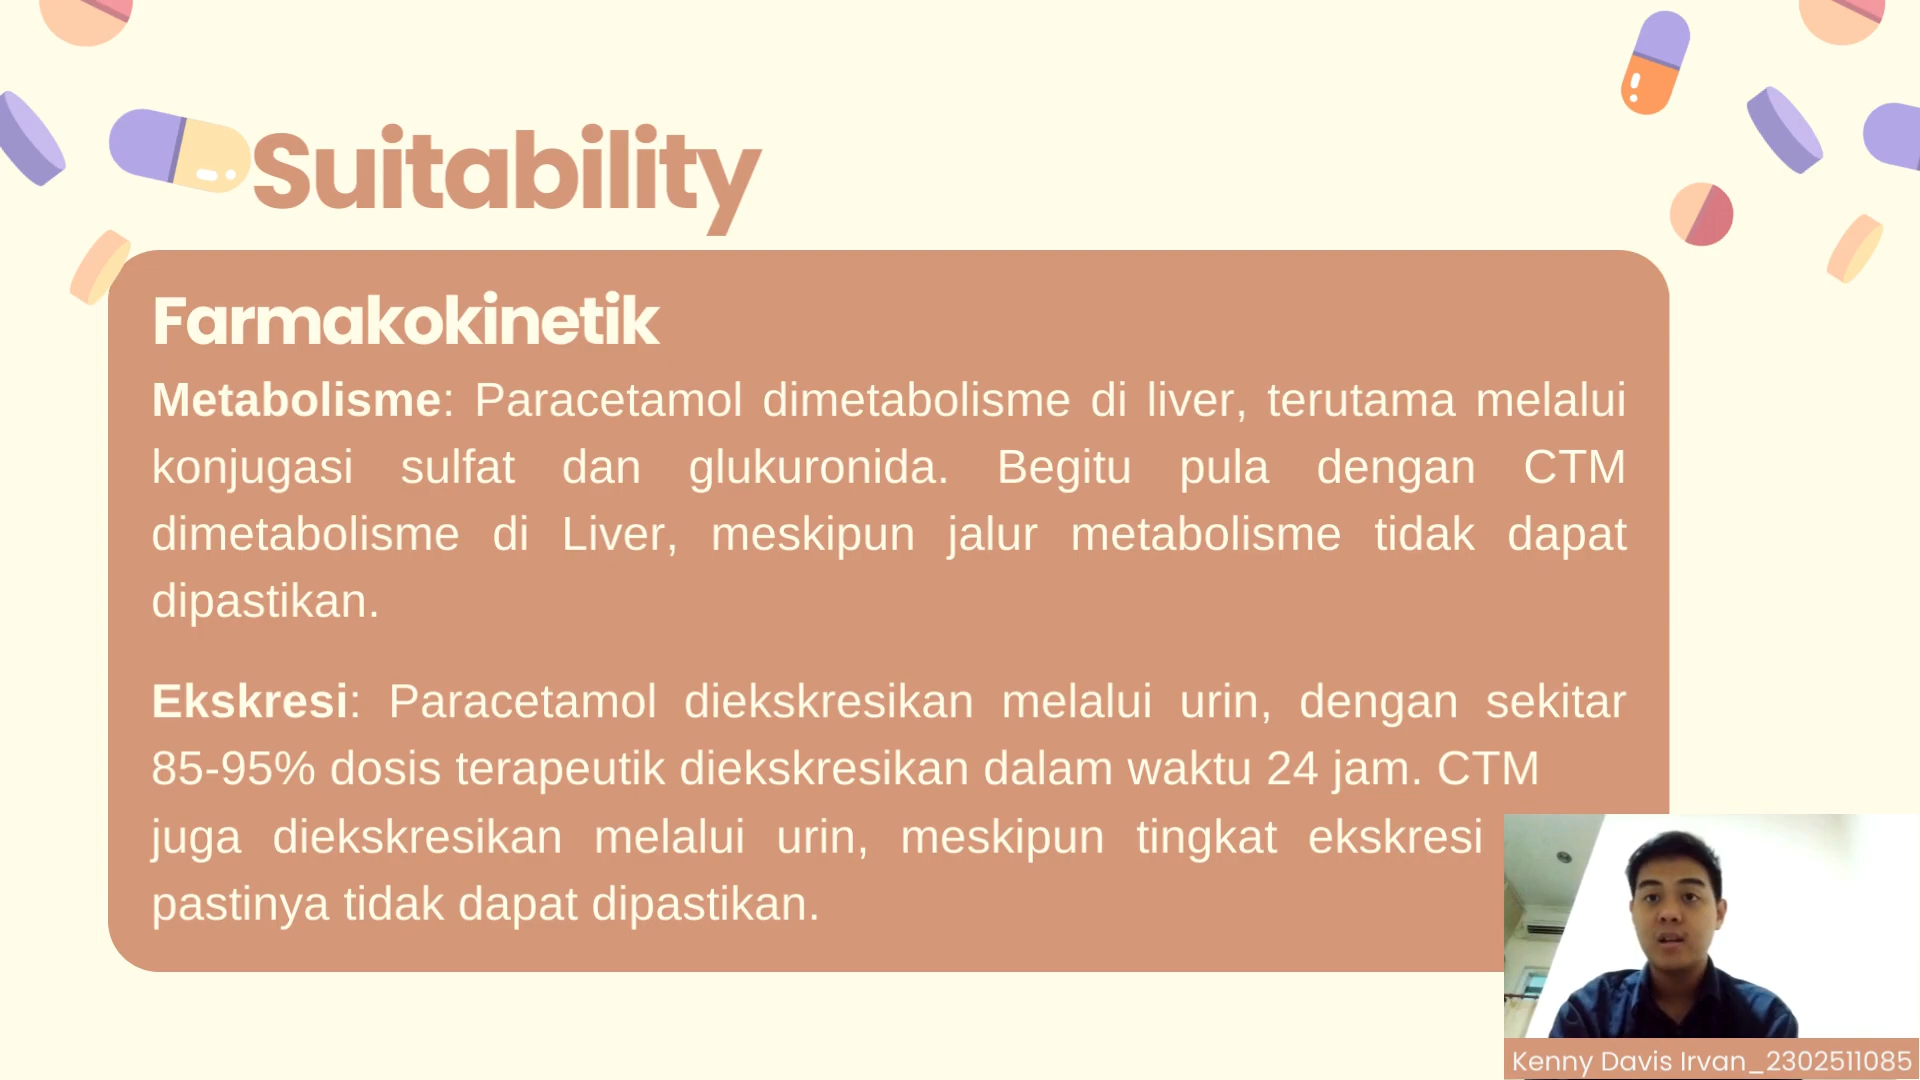 Suitability
Farmakokinetik
Metabolisme: Paracetamol dimetabolisme di liver, terutama melalui
konjugasi sulfat dan glukuronida. Begitu pula dengan CTM
dimetabolisme di Liver, meskipun jalur metabolisme tidak dapat
dipastikan.
Ekskresi: Paracetamol diekskresikan melalui urin, dengan sekitar
85-95% dosis terapeutik diekskresikan dalam waktu 24 jam. CTM
juga diekskresikan melalui urin, meskipun tingkat ekskresi
pastinya tidak dapat dipastikan.
Kenny Davis Irvan_2302511085